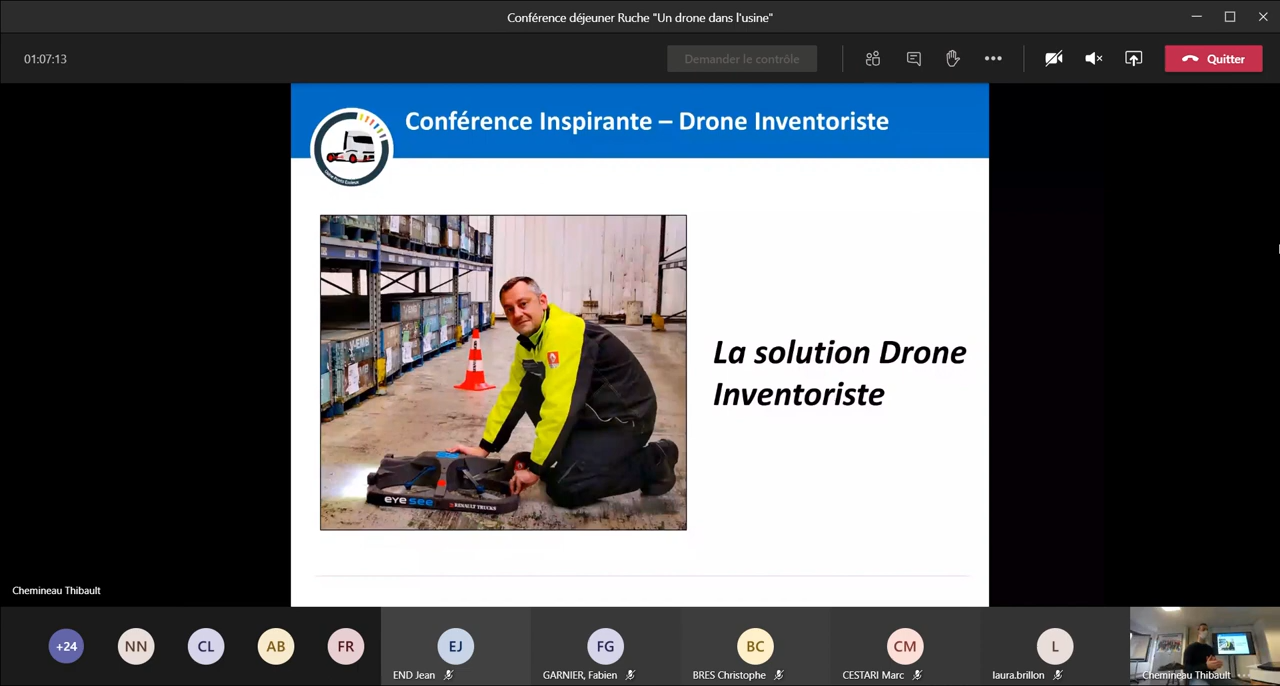 Conférence déjeuner Ruche "Un drone dans l'usine"
01:07:13
Demander le contrôle
Quitter
Conférence Inspirante – Drone Inventoriste
La solution Drone
Inventoriste
eyesee
RENAULT TRUCKS
Chemineau Thibault
+24
NN
CL
AB
FR
EJ
END Jean
FG
GARNIER, Fabien
BC
BRES Christophe
CM
CESTARI Marc
L
laura.brillon
Chemineau Thibault